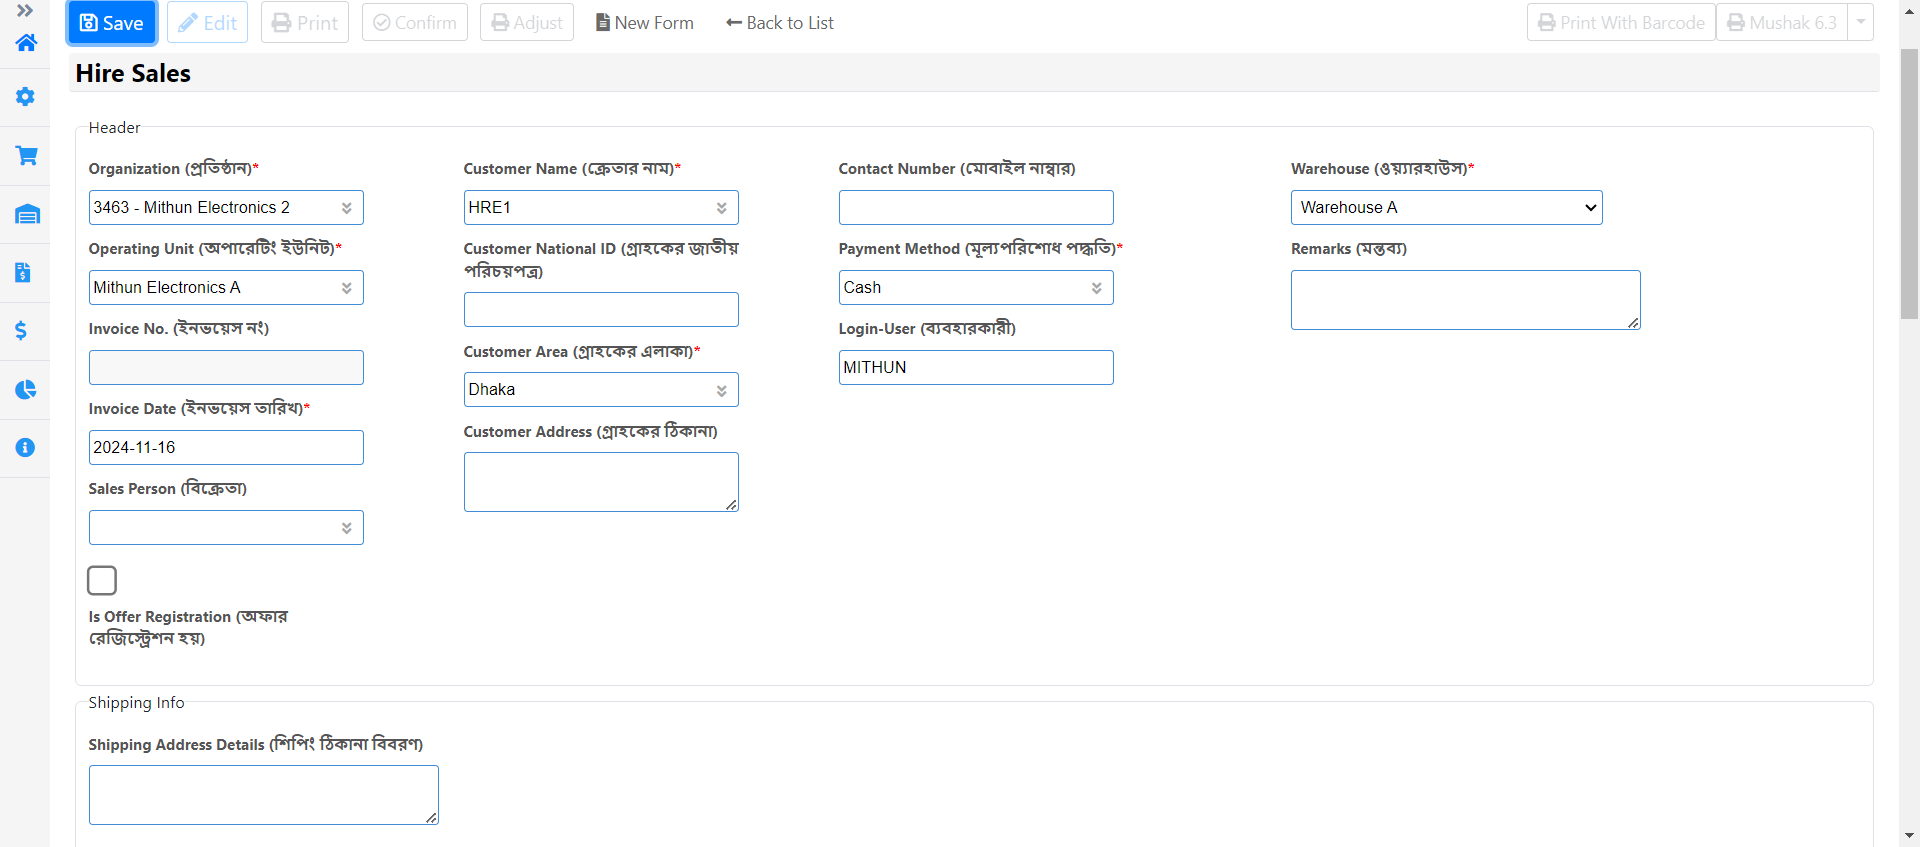 Save
Edit
Print
Confirm
Adjust
New Form
Back to List
Print With Barcode
Mushak 6.3
Hire Sales
Header
Organization (প্রতিষ্ঠান)*
3463 - Mithun Electronics 2
Operating Unit (অপারেটিং ইউনিট)*
Mithun Electronics A
Invoice No. (ইনভয়েস নং)
Invoice Date (ইনভয়েস তারিখ)*
2024-11-16
Sales Person (বিক্রেতা)
Is Offer Registration (অফার
রেজিস্ট্রেশন হয়)
Customer Name (ক্রেতার নাম)*
HRE1
Customer National ID (গ্রাহকের জাতীয়
পরিচয়পত্র)
Customer Area (গ্রাহকের এলাকা)*
Dhaka
Customer Address (গ্রাহকের ঠিকানা)
Contact Number (মোবাইল নাম্বার)
Payment Method (মূল্যপরিশোধ পদ্ধতি)*
Cash
Login-User (ব্যবহারকারী)
MITHUN
Warehouse (ওয়্যারহাউস)*
Warehouse A
Remarks (মন্তব্য)
Shipping Info
Shipping Address Details (শিপিং ঠিকানা বিবরণ)